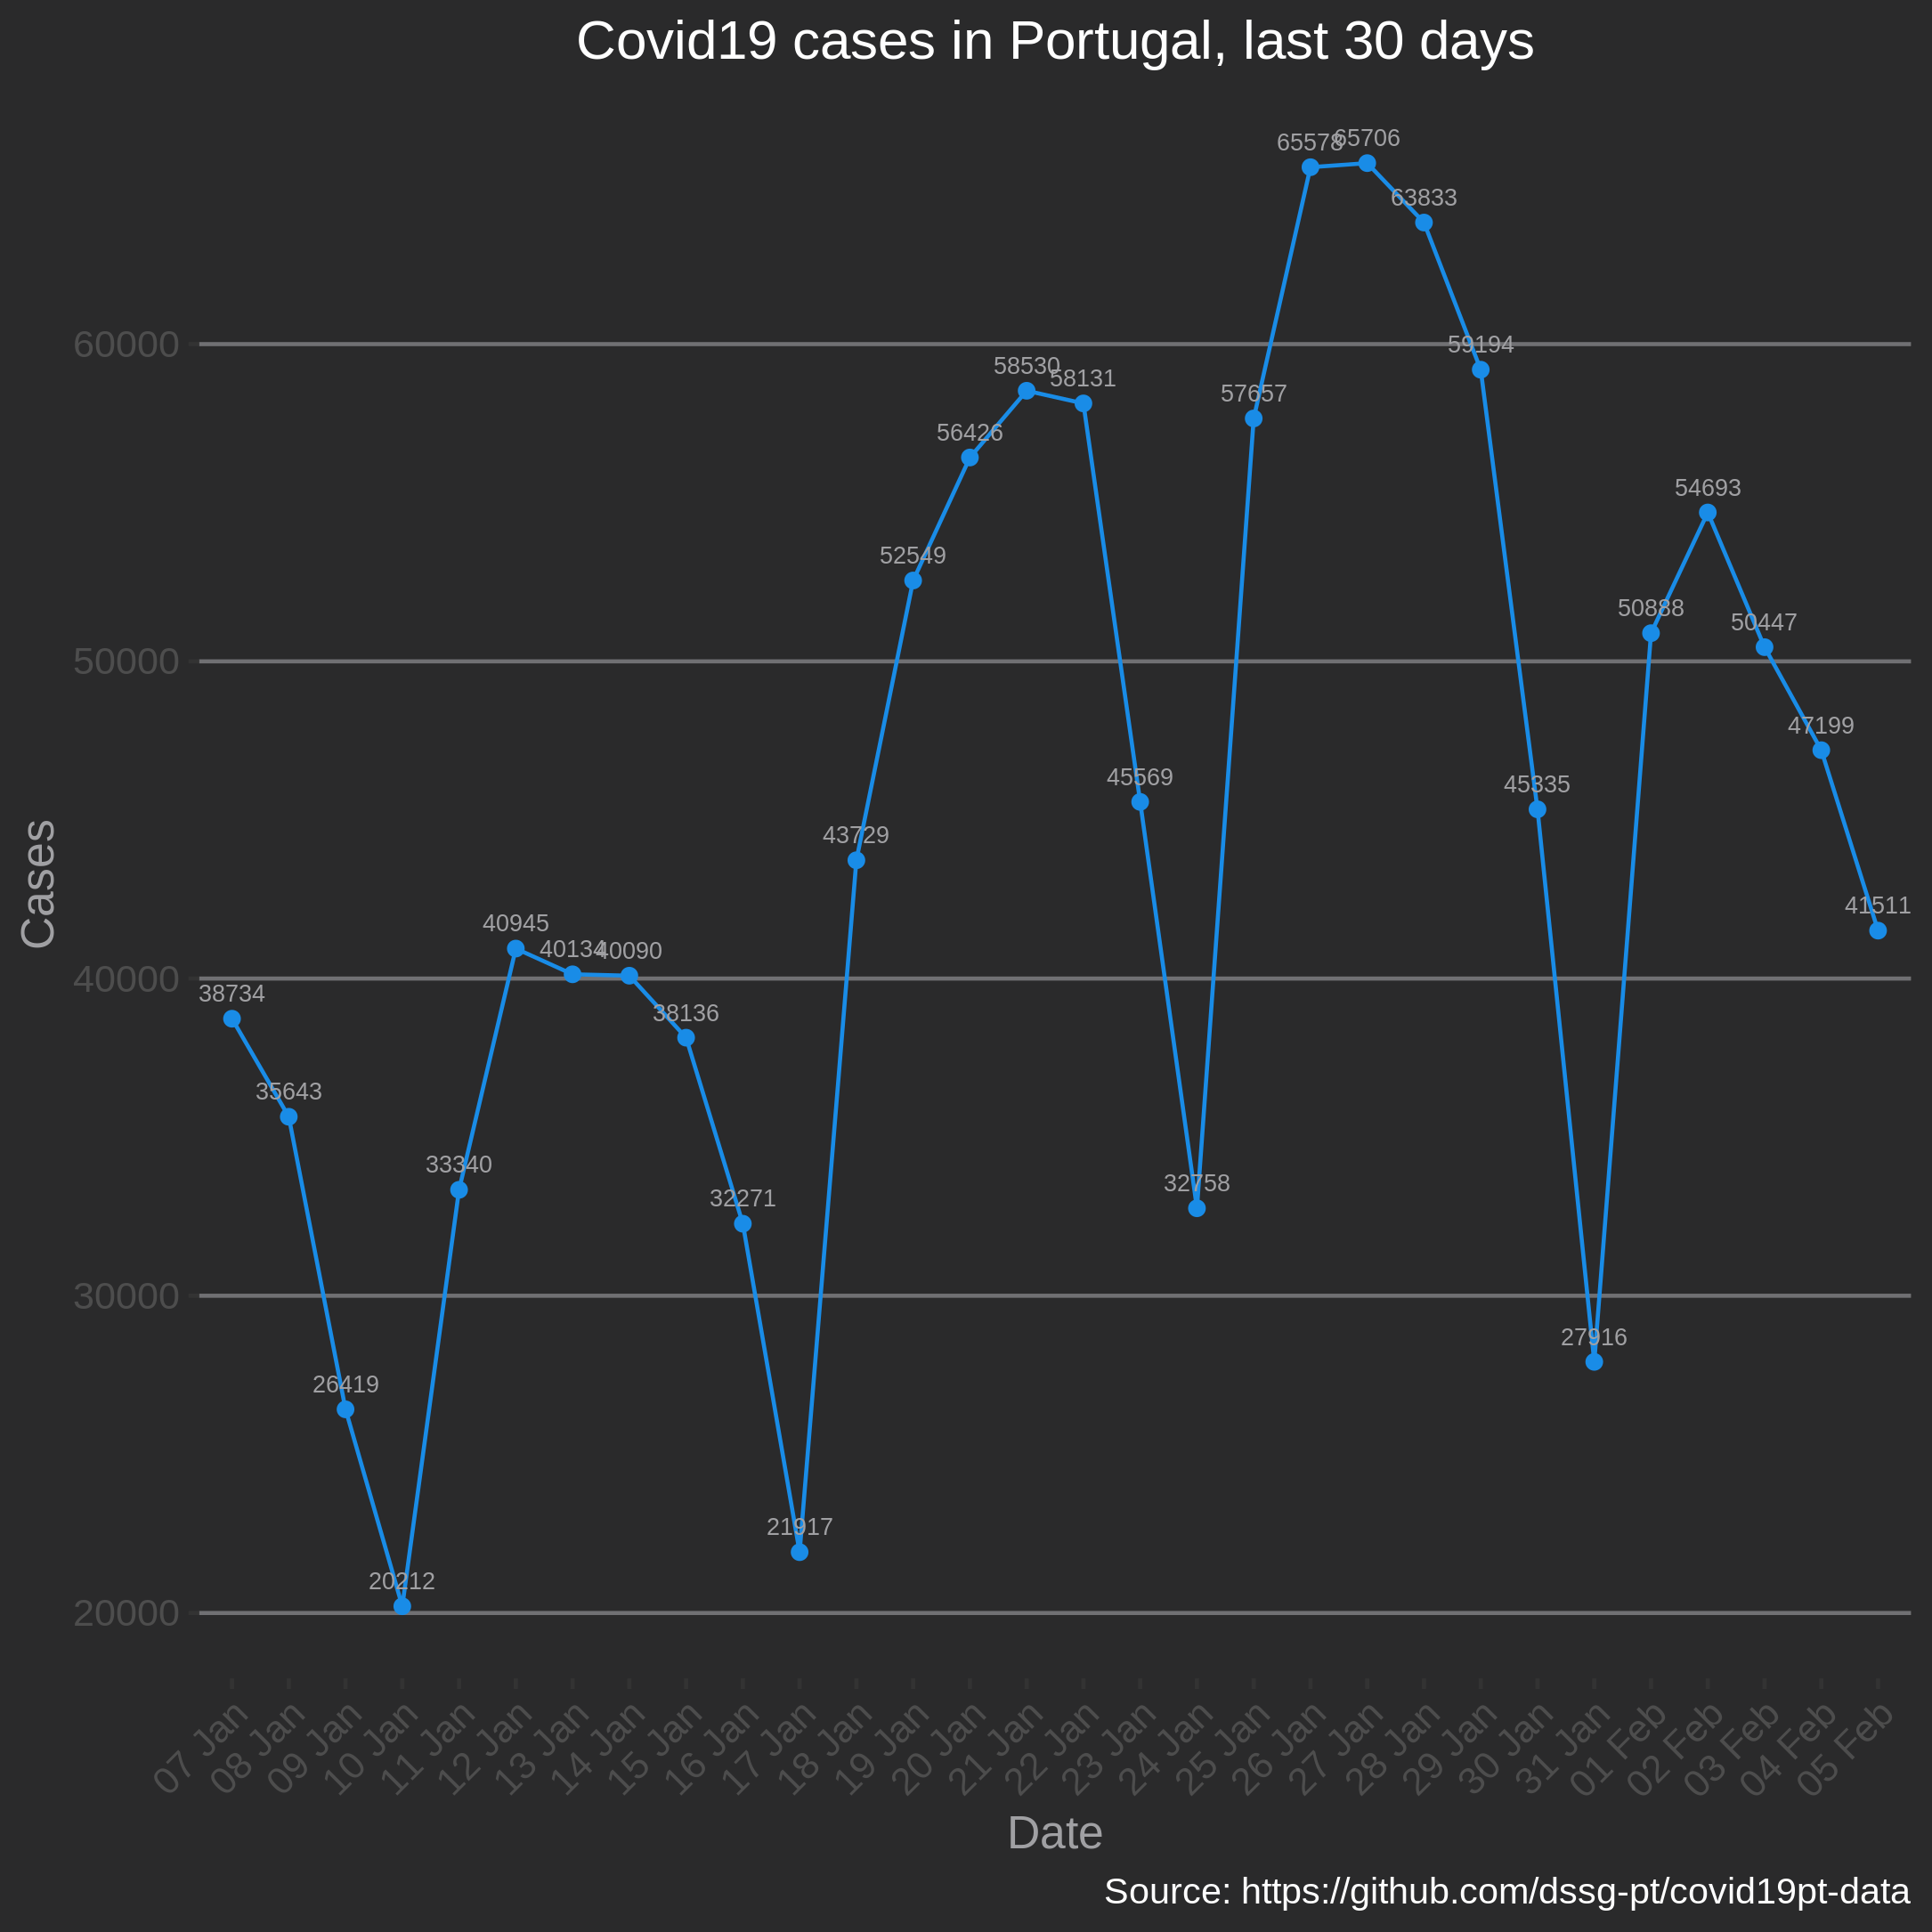 Covid19 cases in Portugal, last 30 days
65578
65706
63833
60000
59194
58530
58131
57657
56426
54693
52549
50888
50447
50000
47199
45569
45335
43729
41511
Cases
40945
40134
40090
40000
38734
38136
35643
33340
32758
32271
30000
27916
26419
21917
20212
20000
07 Jan
08 Jan
09 Jan
10 Jan
11 Jan
12 Jan
13 Jan
14 Jan
15 Jan
16 Jan
17 Jan
18 Jan
19 Jan
20 Jan
21 Jan
22 Jan
23 Jan
24 Jan
25 Jan
26 Jan
27 Jan
28 Jan
29 Jan
30 Jan
31 Jan
01 Feb
02 Feb
03 Feb
04 Feb
05 Feb
Date
Source: https://github.com/dssg-pt/covid19pt-data